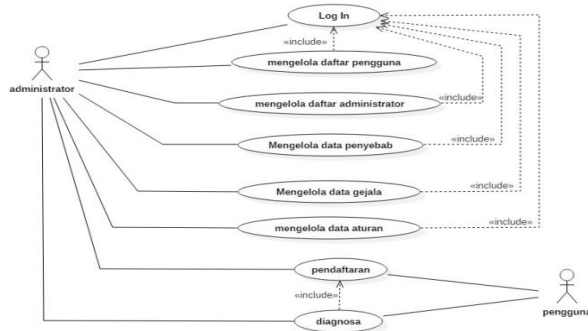 Log In
«include»
mengelola daftar pengguna
administrator
mengelola daftar administrator
«include»
Mengelola data penyebab
«include»
Mengelola data gejala
«include»
mengelola data aturan
«include»
pendaftaran
«include»
pengguna
diagnosa